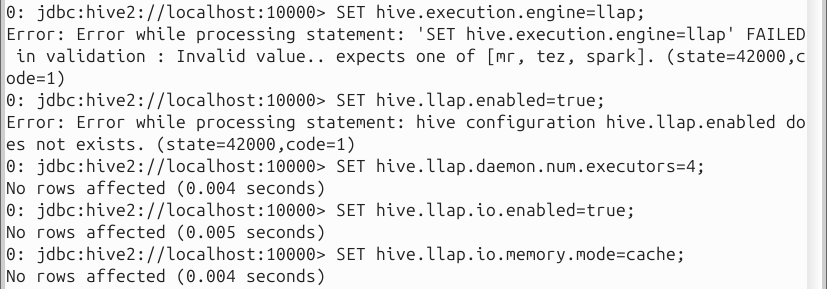 0: jdbc:hive2://localhost:10000> SET hive.execution.engine=llap;
Error: Error while processing statement: 'SET hive.execution.engine=llap' FAILED
 in validation : Invalid value.. expects one of [mr, tez, spark]. (state=42000,c
ode=1)
0: jdbc:hive2://localhost:10000> SET hive.llap.enabled=true;
Error: Error while processing statement: hive configuration hive.llap.enabled do
es not exists. (state=42000,code=1)
0: jdbc:hive2://localhost:10000> SET hive.llap.daemon.num.executors=4;
No rows affected (0.004 seconds)
0: jdbc:hive2://localhost:10000> SET hive.llap.io.enabled=true;
No rows affected (0.005 seconds)
0: jdbc:hive2://localhost:10000> SET hive.llap.io.memory.mode=cache;
No rows affected (0.004 seconds)